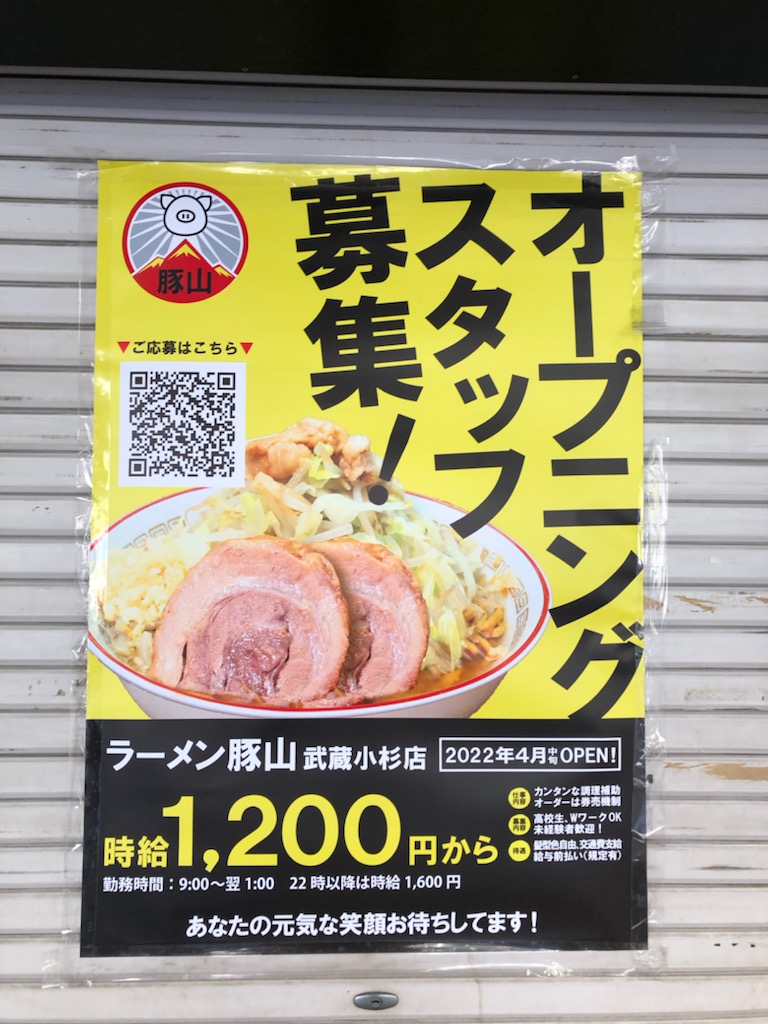 オープニング
スタッフ
募集！
豚山
▼ご応募はこちら▼
ラーメン豚山 武蔵小杉店 2022年4月中旬OPEN!
時給1,200円から
勤務時間：9:00〜翌1:00 22時以降は時給1,600円
仕事内容 カンタンな調理補助
オーダーは券売機制
募集内容 高校生、WワークOK
未経験者歓迎！
待遇 髪型色自由、交通費支給
給与前払い（規定有）
あなたの元気な笑顔お待ちしてます！